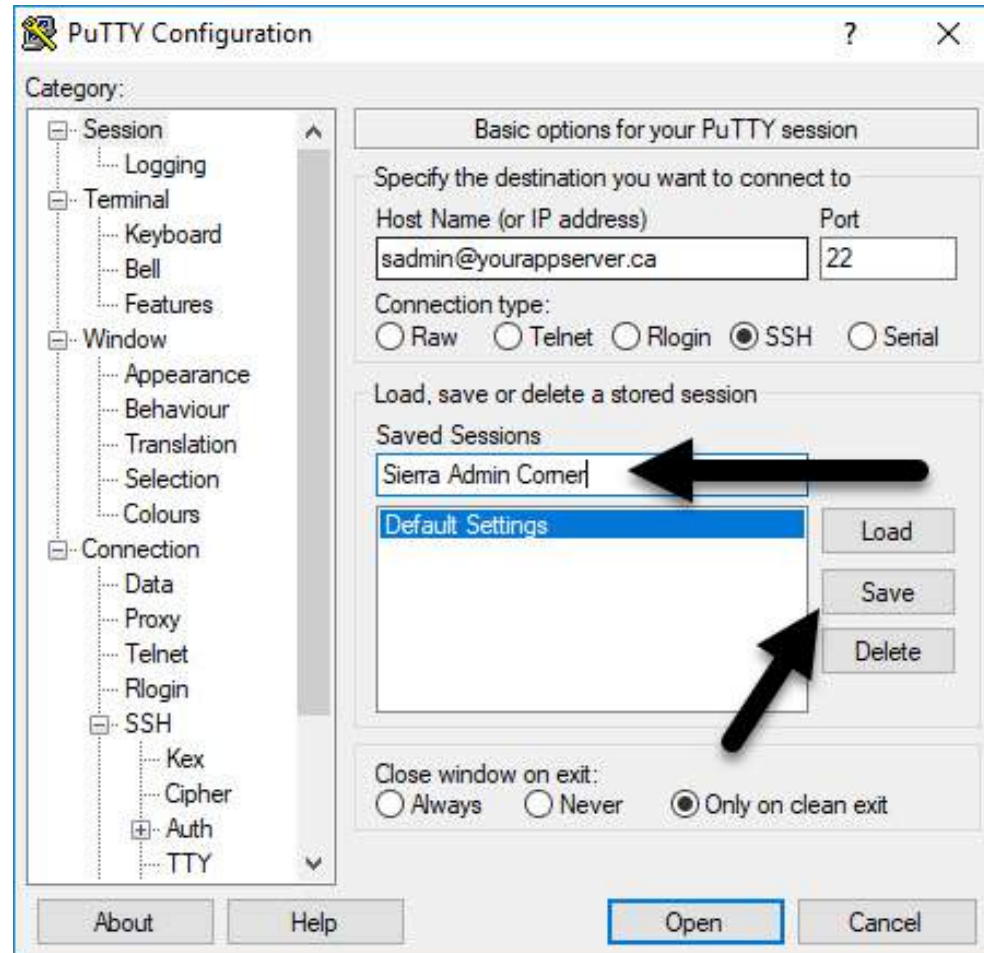 PuTTY Configuration
?
Category:
Session
Logging
Terminal
Keyboard
Bell
Features
Window
Appearance
Behaviour
Translation
Selection
Colours
Connection
Data
Proxy
Telnet
Rlogin
SSH
Kex
Cipher
Auth
TTY
Basic options for your PuTTY session
Specify the destination you want to connect to
Host Name (or IP address) Port
sadmin@yourappserver.ca 22
Connection type:
Raw Telnet Rlogin SSH Serial
Load, save or delete a stored session
Saved Sessions
Sierra Admin Corner
Default Settings
Load
Save
Delete
Close window on exit:
Always Never Only on clean exit
About Help Open Cancel